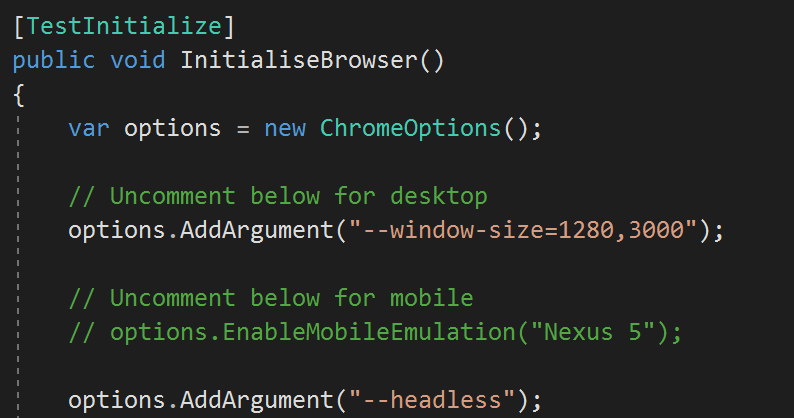 [TestInitialize]
public void InitialiseBrowser()
{
var options = new ChromeOptions();
// Uncomment below for desktop
options.AddArgument("--window-size=1280,3000");
// Uncomment below for mobile
// options.EnableMobileEmulation("Nexus 5");
options.AddArgument("--headless");